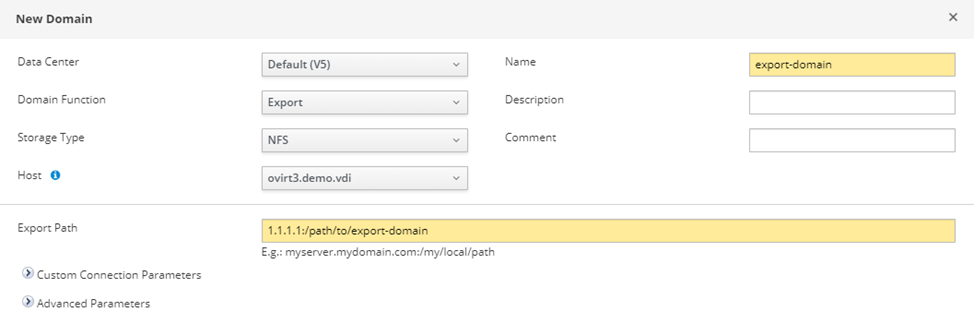 New Domain
Data Center Default (V5) Name export-domain
Domain Function Export Description
Storage Type NFS Comment
Host ovirt3.demo.vdi
Export Path 1.1.1.1:/path/to/export-domain
E.g.: myserver.mydomain.com:/my/local/path
Custom Connection Parameters
Advanced Parameters